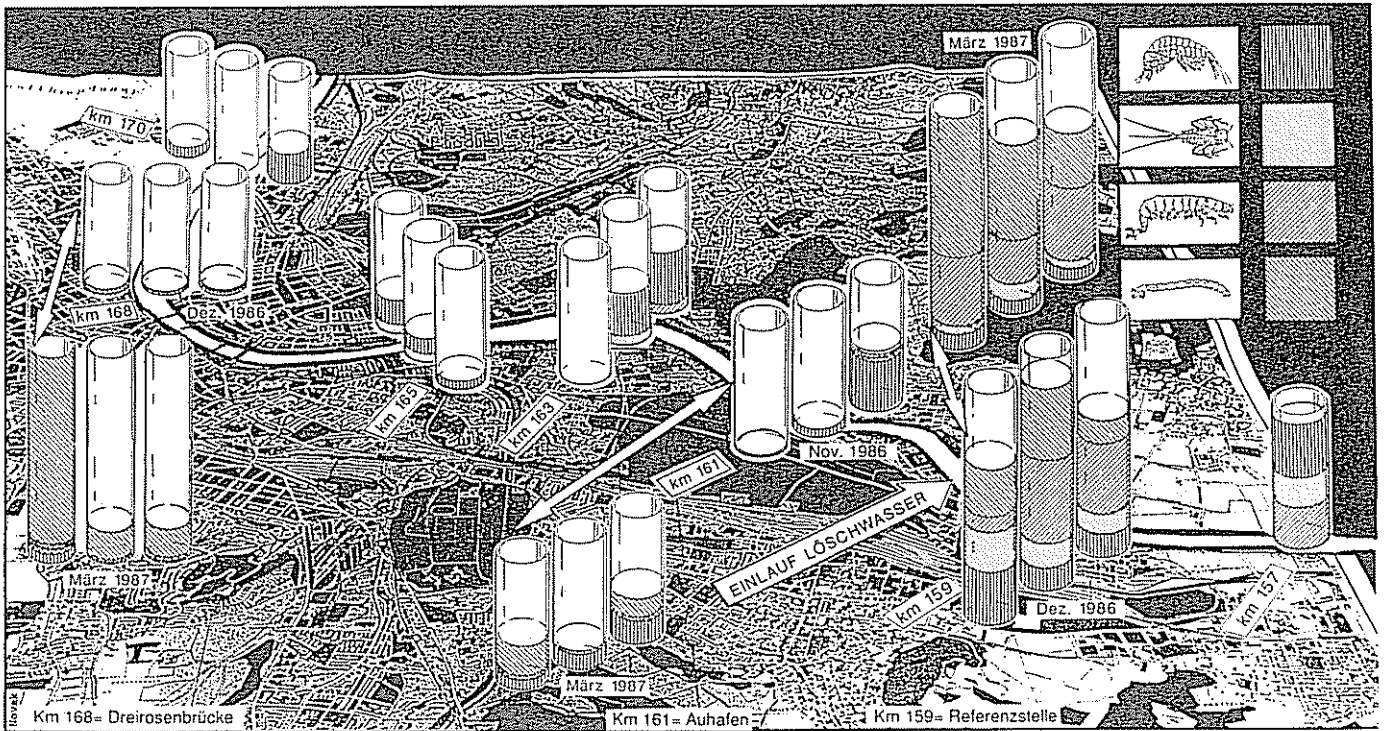 März 1987
km 170
km 168
Dez. 1986
km 165
km 163
km 161
Nov. 1986
EINLAUF LÖSCHWASSER
km 159
Dez. 1986
km 157
März 1987
März 1987
Km 168= Dreirosenbrücke
Km 161= Auhafen
Km 159= Referenzstelle